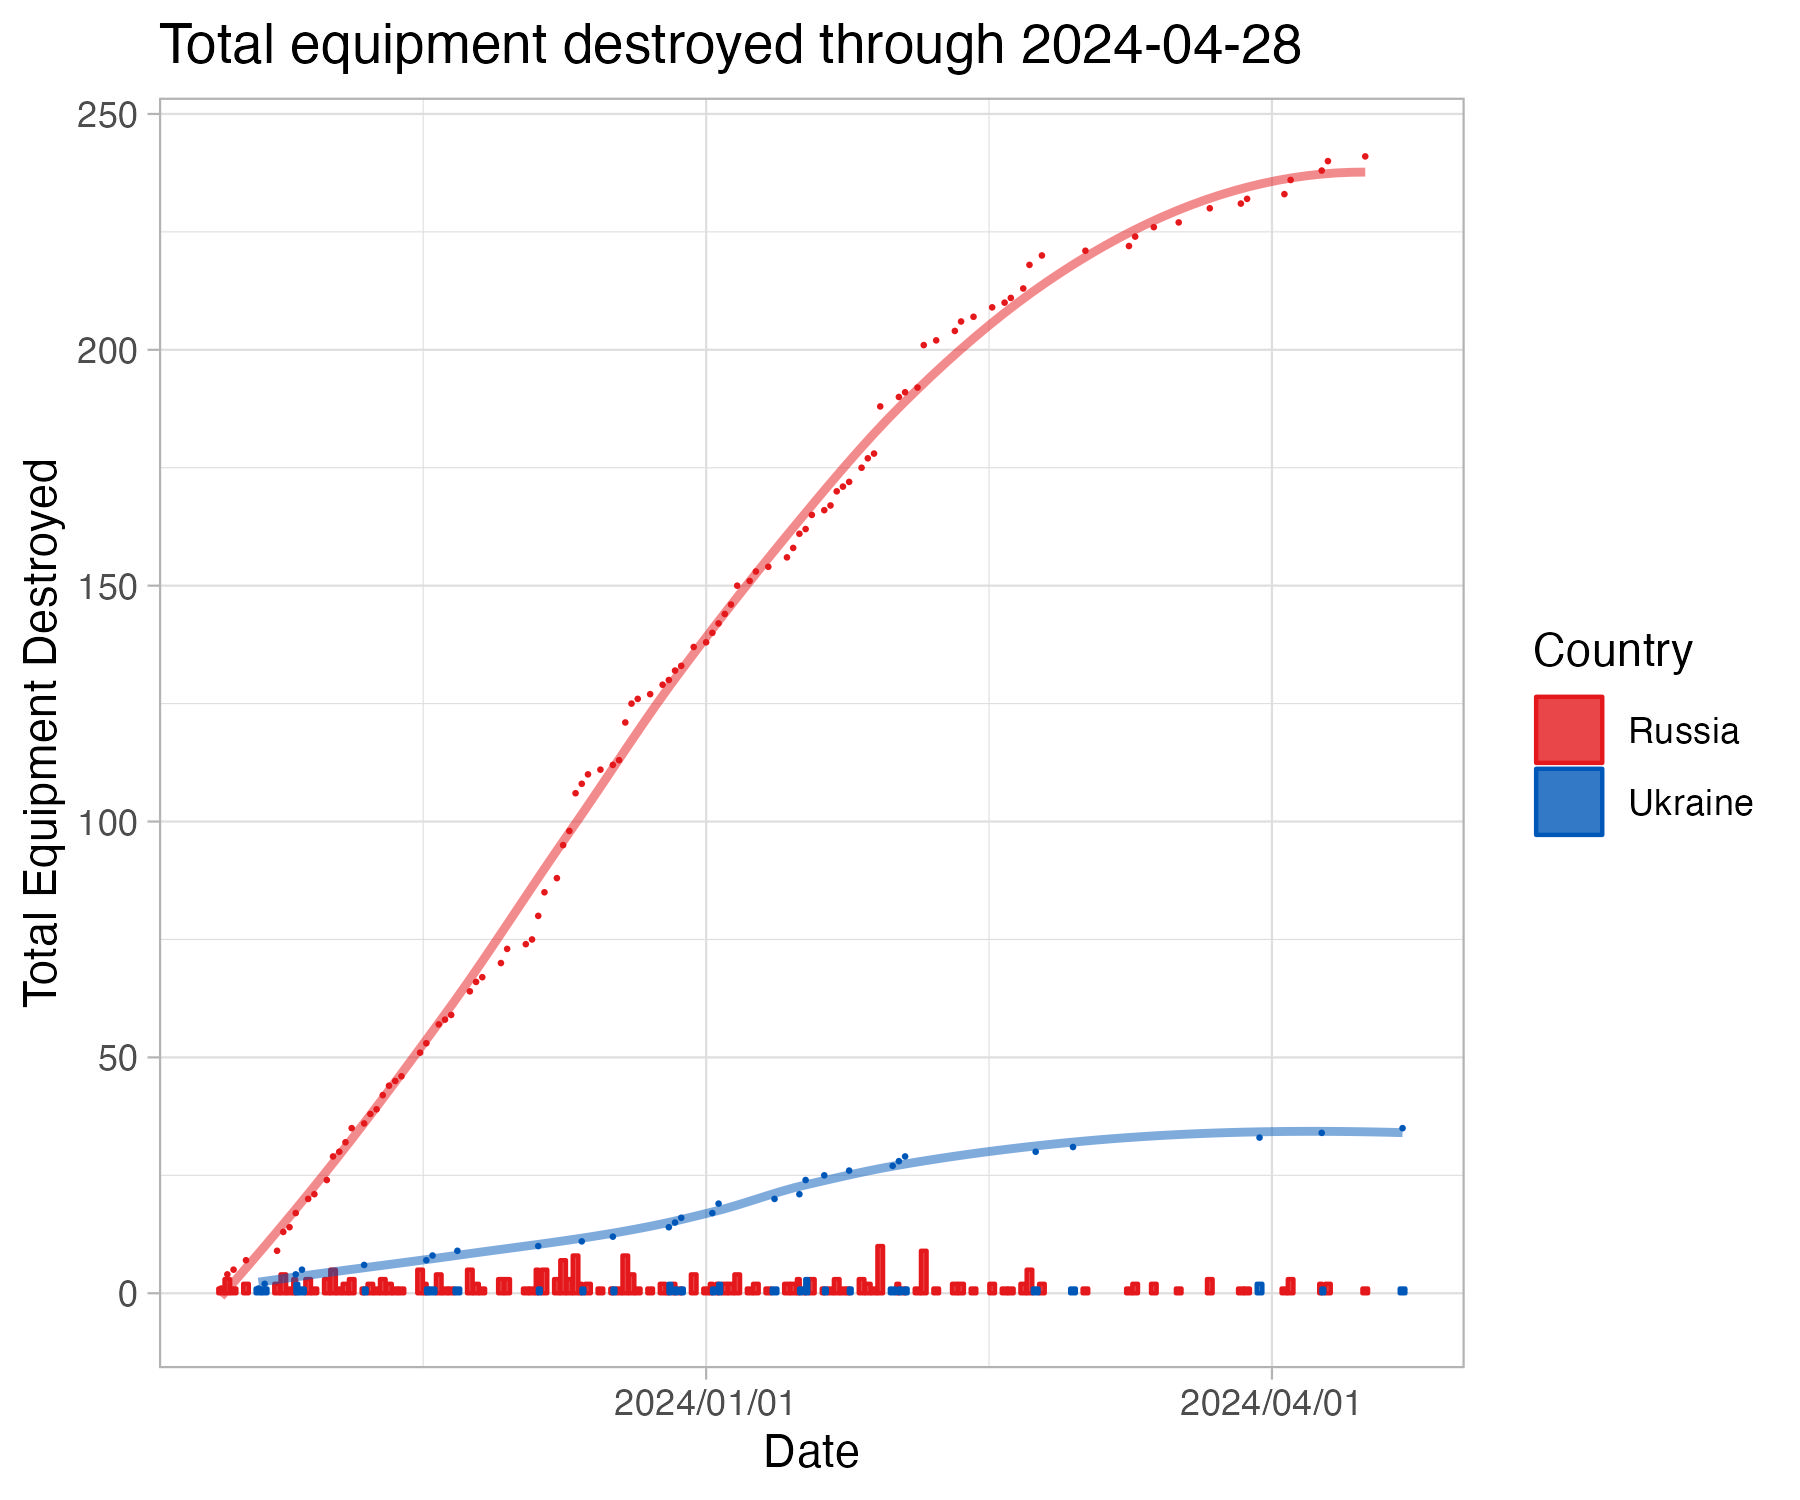 Total equipment destroyed through 2024-04-28
Total Equipment Destroyed
250
200
150
100
50
0
2024/01/01
2024/04/01
Date
Country
Russia
Ukraine